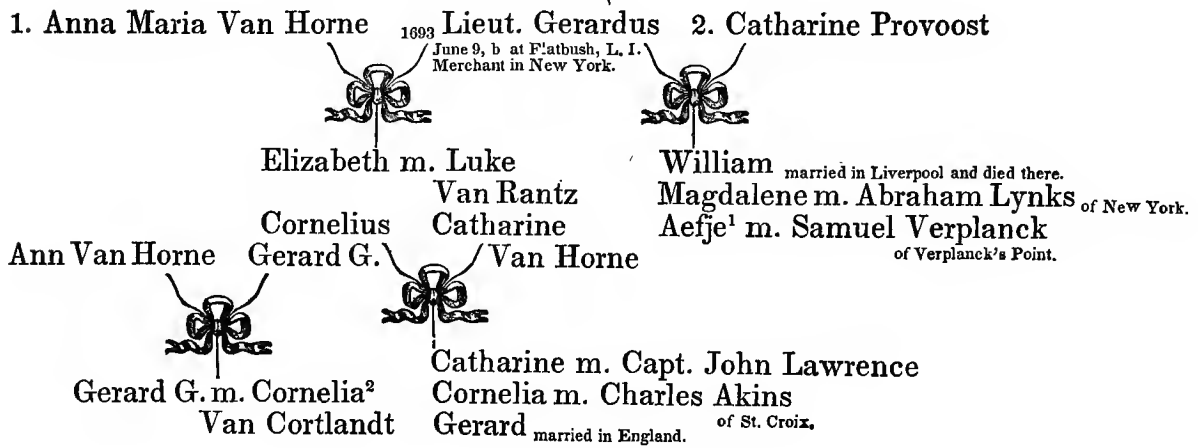 1. Anna Maria Van Horne 1693 Lieut. Gerardus 2. Catharine Provoost
June 9, b at Flatbush, L. I.
Merchant in New York.
Elizabeth m. Luke
Van Rantz
William married in Liverpool and died there.
Magdalene m. Abraham Lynks of New York.
Aefje¹ m. Samuel Verplanck
of Verplanck's Point.
Cornelius Catharine
Ann Van Horne Gerard G. Van Horne
Catharine m. Capt. John Lawrence
Gerard G. m. Cornelia² Cornelia m. Charles Akins
of St. Croix.
Van Cortlandt Gerard married in England.